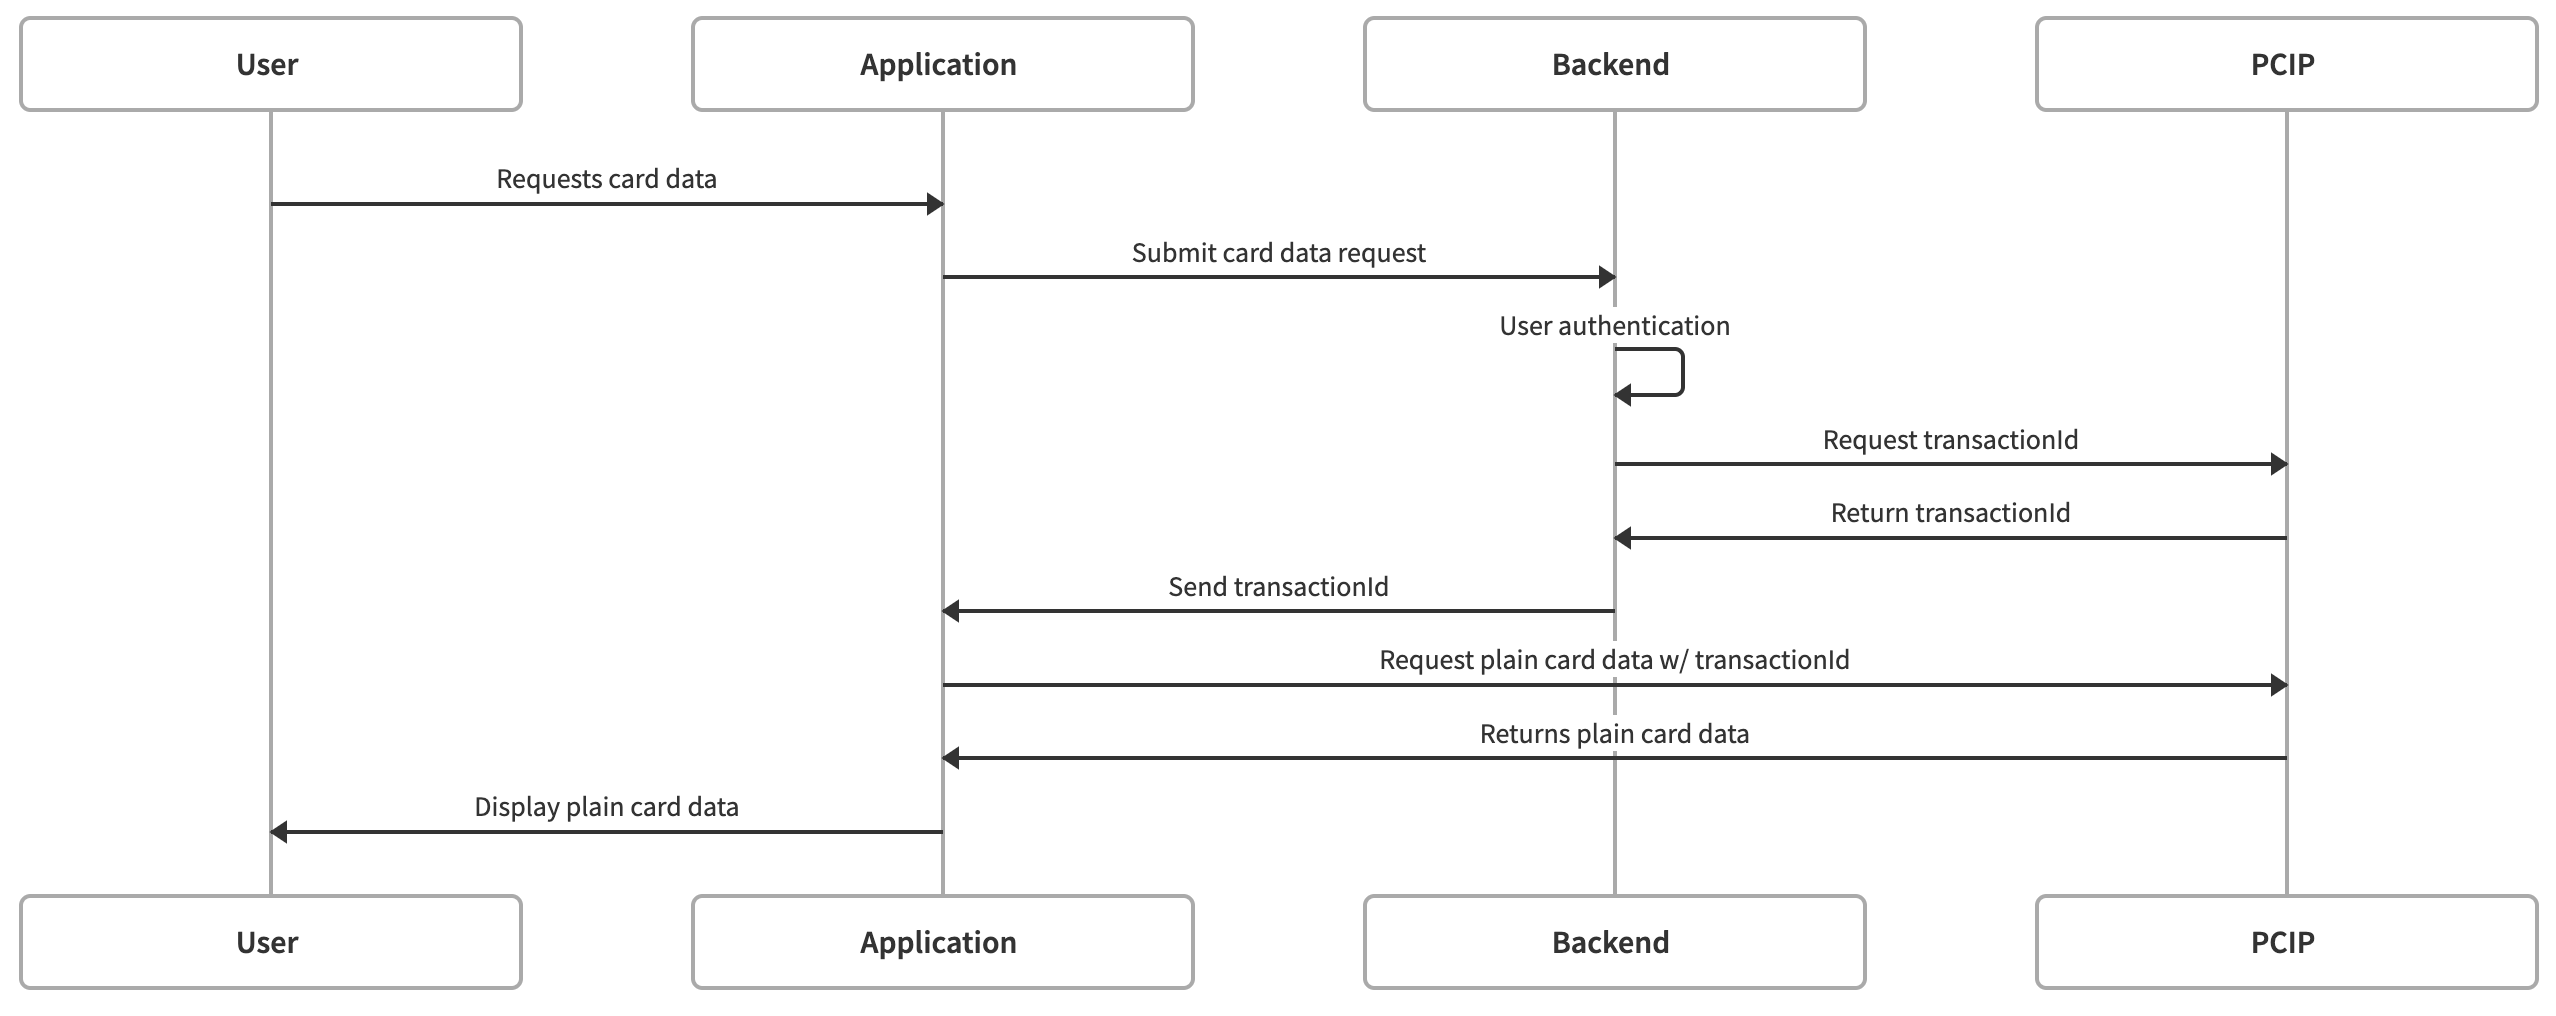 User
Application
Backend
PCIP
Requests card data
Submit card data request
User authentication
Request transactionId
Return transactionId
Send transactionId
Request plain card data w/ transactionId
Returns plain card data
Display plain card data
User
Application
Backend
PCIP